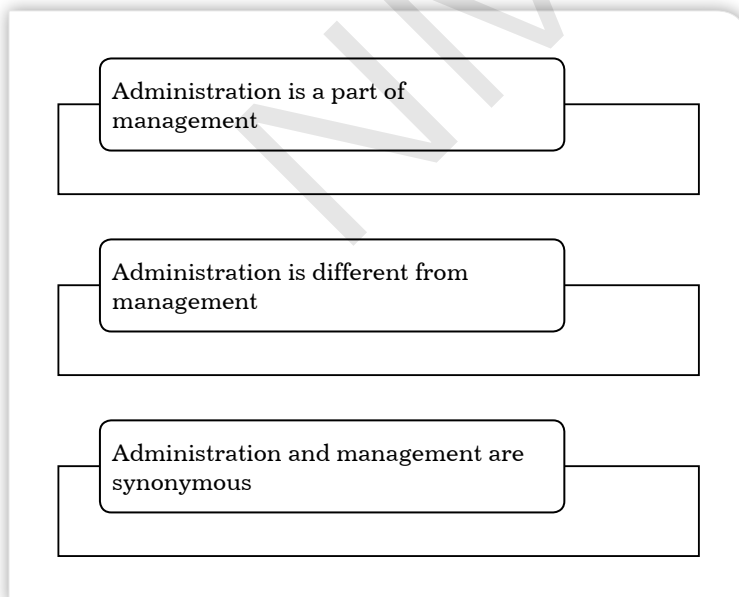 Administration is a part of
management
Administration is different from
management
Administration and management are
synonymous